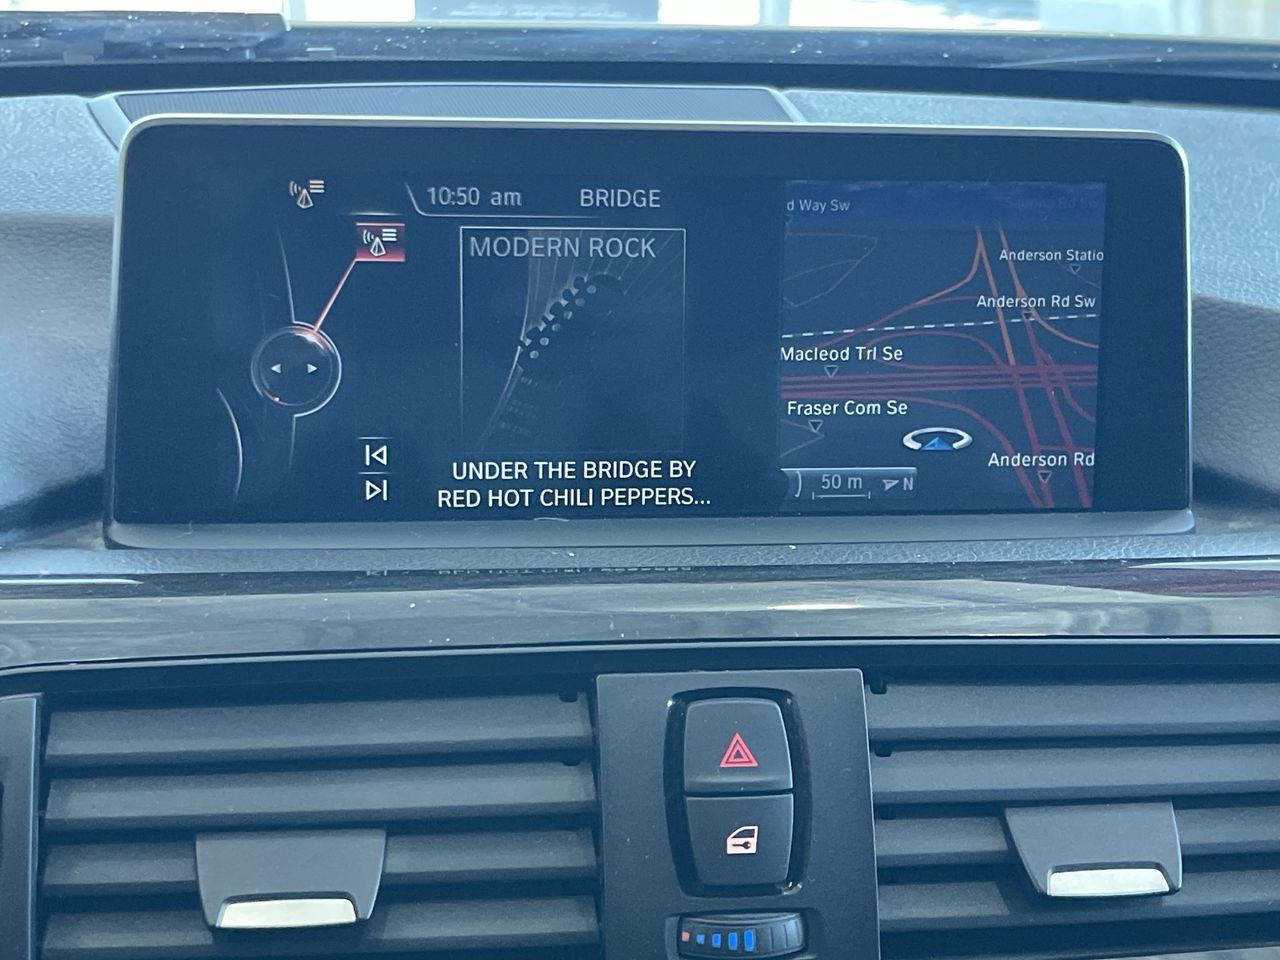 10:50 am BRIDGE
MODERN ROCK
UNDER THE BRIDGE BY
RED HOT CHILI PEPPERS...
d Way Sw
Anderson Statio
Anderson Rd Sw
Macleod Trl Se
Fraser Com Se
Anderson Rd
50 m N